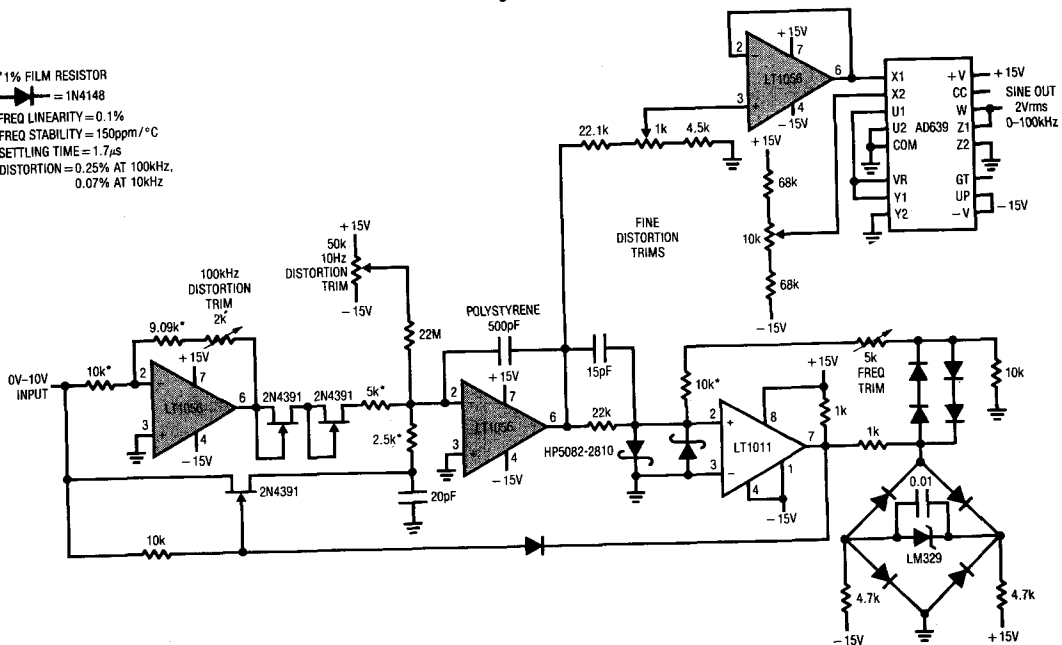 *1% FILM RESISTOR
= 1N4148
FREQ LINEARITY = 0.1%
FREQ STABILITY = 150ppm/°C
SETTLING TIME = 1.7µs
DISTORTION = 0.25% AT 100kHz,
0.07% AT 10kHz
+15V
2
7
LT1056
6
3
4
-15V
22.1k
1k
4.5k
X1
X2
U1
U2
COM
VR
Y1
Y2
AD639
+V
CC
W
Z1
Z2
GT
UP
-V
+15V
SINE OUT
2Vrms
0–100kHz
-15V
+15V
68k
10k
68k
-15V
FINE
DISTORTION
TRIMS
+15V
50k
10Hz
DISTORTION
TRIM
-15V
22M
100kHz
DISTORTION
TRIM
2k
9.09k*
0V–10V
INPUT
10k*
+15V
2
7
LT1056
6
3
4
-15V
2N4391
2N4391
5k*
2.5k*
20pF
2N4391
10k
POLYSTYRENE
500pF
+15V
2
7
LT1056
6
3
4
-15V
15pF
22k
HP5082-2810
10k*
2
8
LT1011
7
3
4
1
-15V
+15V
1k
1k
5k
FREQ
TRIM
10k
0.01
LM329
4.7k
-15V
4.7k
+15V